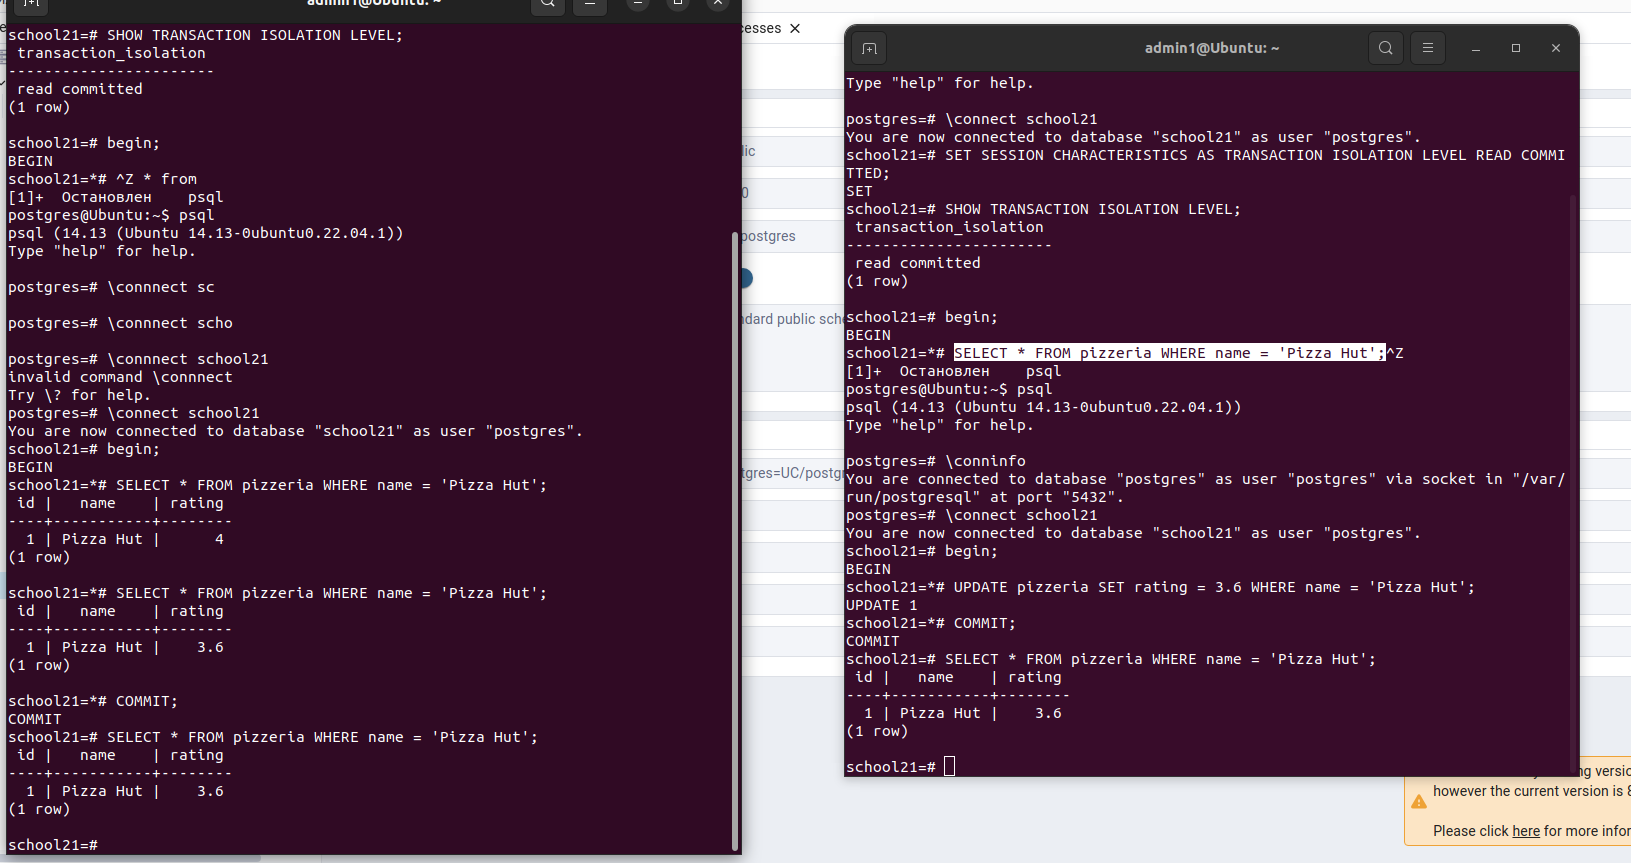 admin1@Ubuntu: ~
school21=# SHOW TRANSACTION ISOLATION LEVEL;
 transaction_isolation
-----------------------
 read committed
(1 row)

school21=# begin;
BEGIN
school21=*# ^Z * from
[1]+  Остановлен    psql
postgres@Ubuntu:~$ psql
psql (14.13 (Ubuntu 14.13-0ubuntu0.22.04.1))
Type "help" for help.

postgres=# \connnect sc

postgres=# \connnect scho

postgres=# \connnect school21
invalid command \connnect
Try \? for help.
postgres=# \connect school21
You are now connected to database "school21" as user "postgres".
school21=# begin;
BEGIN
school21=*# SELECT * FROM pizzeria WHERE name = 'Pizza Hut';
 id |   name    | rating
----+-----------+--------
  1 | Pizza Hut |      4
(1 row)

school21=*# SELECT * FROM pizzeria WHERE name = 'Pizza Hut';
 id |   name    | rating
----+-----------+--------
  1 | Pizza Hut |    3.6
(1 row)

school21=*# COMMIT;
COMMIT
school21=# SELECT * FROM pizzeria WHERE name = 'Pizza Hut';
 id |   name    | rating
----+-----------+--------
  1 | Pizza Hut |    3.6
(1 row)

school21=#
cesses
lic
0
postgres
ndard public sche
tgres=UC/postgr
admin1@Ubuntu: ~
Type "help" for help.

postgres=# \connect school21
You are now connected to database "school21" as user "postgres".
school21=# SET SESSION CHARACTERISTICS AS TRANSACTION ISOLATION LEVEL READ COMMI
TTED;
SET
school21=# SHOW TRANSACTION ISOLATION LEVEL;
 transaction_isolation
-----------------------
 read committed
(1 row)

school21=# begin;
BEGIN
school21=*# SELECT * FROM pizzeria WHERE name = 'Pizza Hut';^Z
[1]+  Остановлен    psql
postgres@Ubuntu:~$ psql
psql (14.13 (Ubuntu 14.13-0ubuntu0.22.04.1))
Type "help" for help.

postgres=# \conninfo
You are connected to database "postgres" as user "postgres" via socket in "/var/
run/postgresql" at port "5432".
postgres=# \connect school21
You are now connected to database "school21" as user "postgres".
school21=# begin;
BEGIN
school21=*# UPDATE pizzeria SET rating = 3.6 WHERE name = 'Pizza Hut';
UPDATE 1
school21=*# COMMIT;
COMMIT
school21=# SELECT * FROM pizzeria WHERE name = 'Pizza Hut';
 id |   name    | rating
----+-----------+--------
  1 | Pizza Hut |    3.6
(1 row)

school21=#
ng versio
however the current version is 8
Please click here for more infor